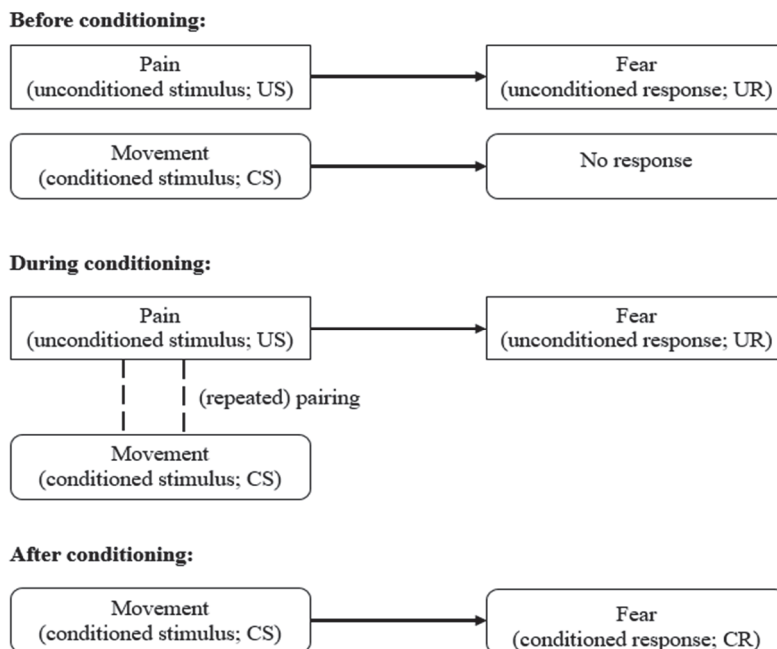 Before conditioning:
Pain
(unconditioned stimulus; US)
Fear
(unconditioned response; UR)
Movement
(conditioned stimulus; CS)
No response
During conditioning:
Pain
(unconditioned stimulus; US)
Fear
(unconditioned response; UR)
(repeated) pairing
Movement
(conditioned stimulus; CS)
After conditioning:
Movement
(conditioned stimulus; CS)
Fear
(conditioned response; CR)